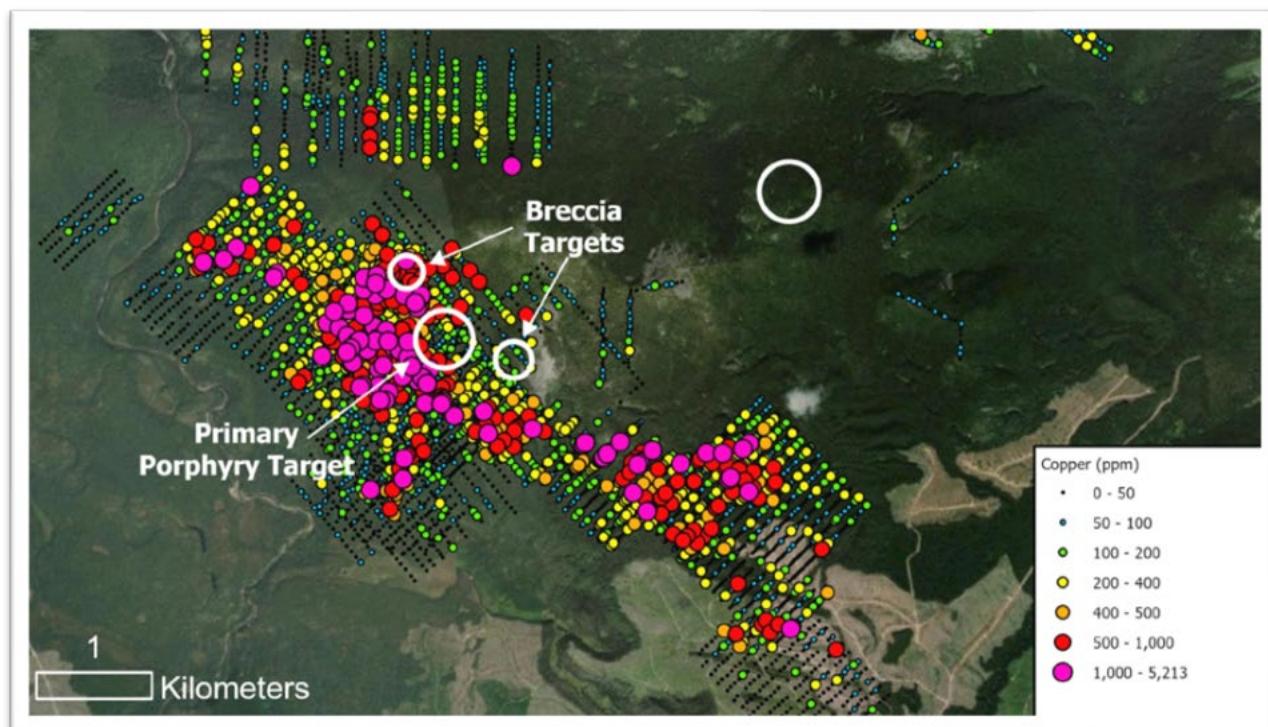 Breccia
Targets
Primary
Porphyry Target
1
Kilometers
Copper (ppm)
0 - 50
50 - 100
100 - 200
200 - 400
400 - 500
500 - 1,000
1,000 - 5,213